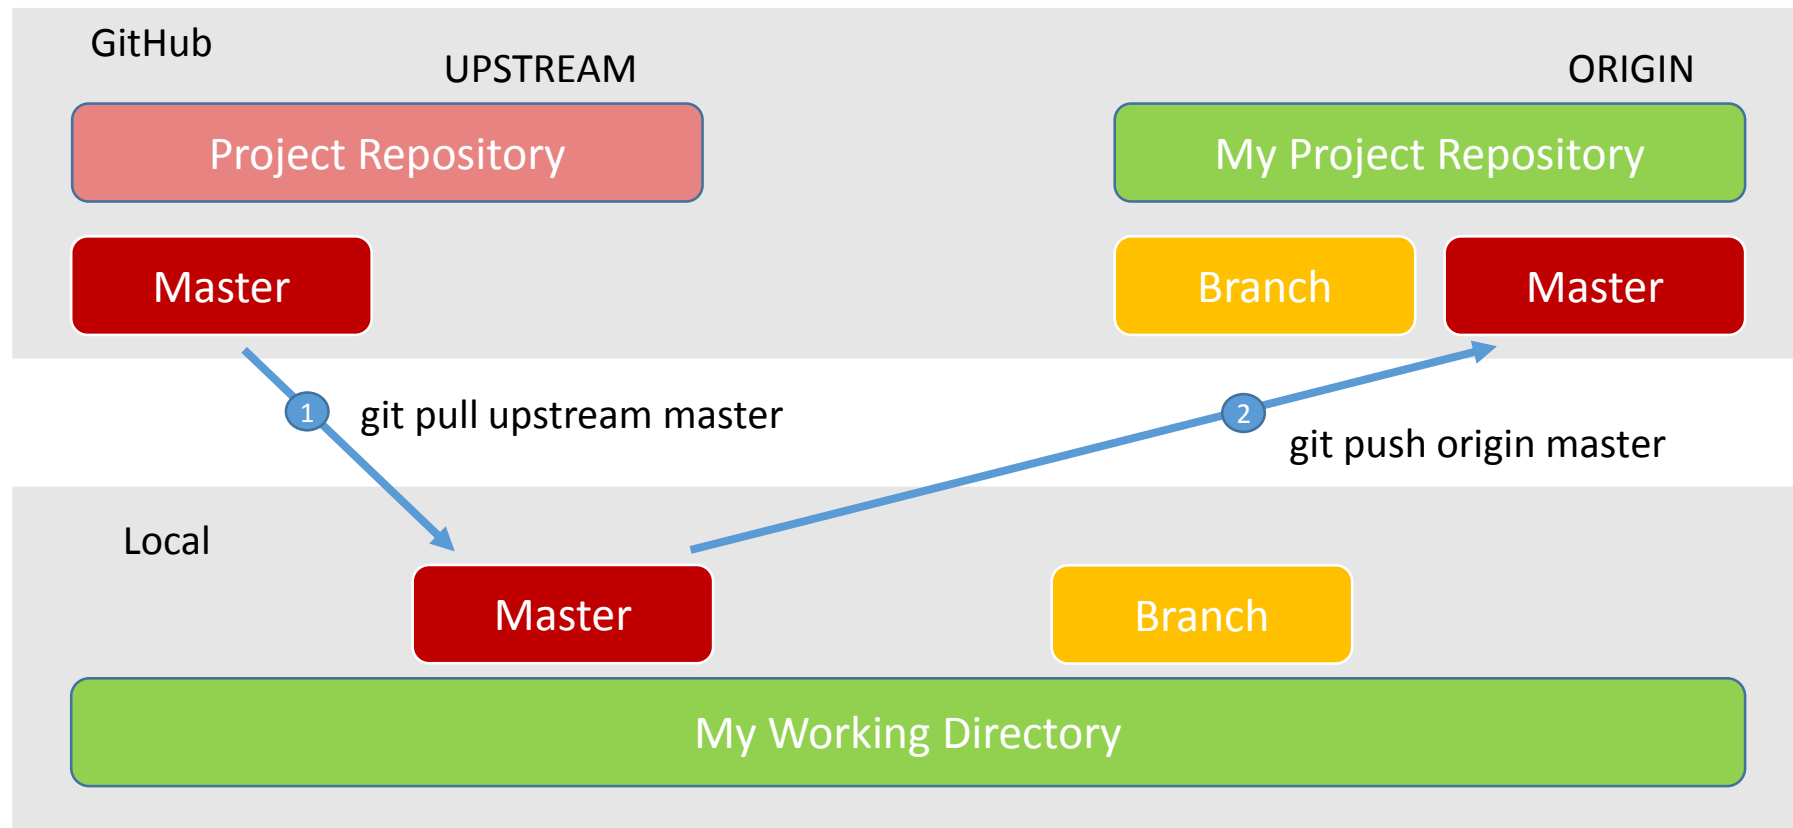 GitHub
UPSTREAM
ORIGIN
Project Repository
My Project Repository
Master
Branch
Master
1
git pull upstream master
2
git push origin master
Local
Master
Branch
My Working Directory